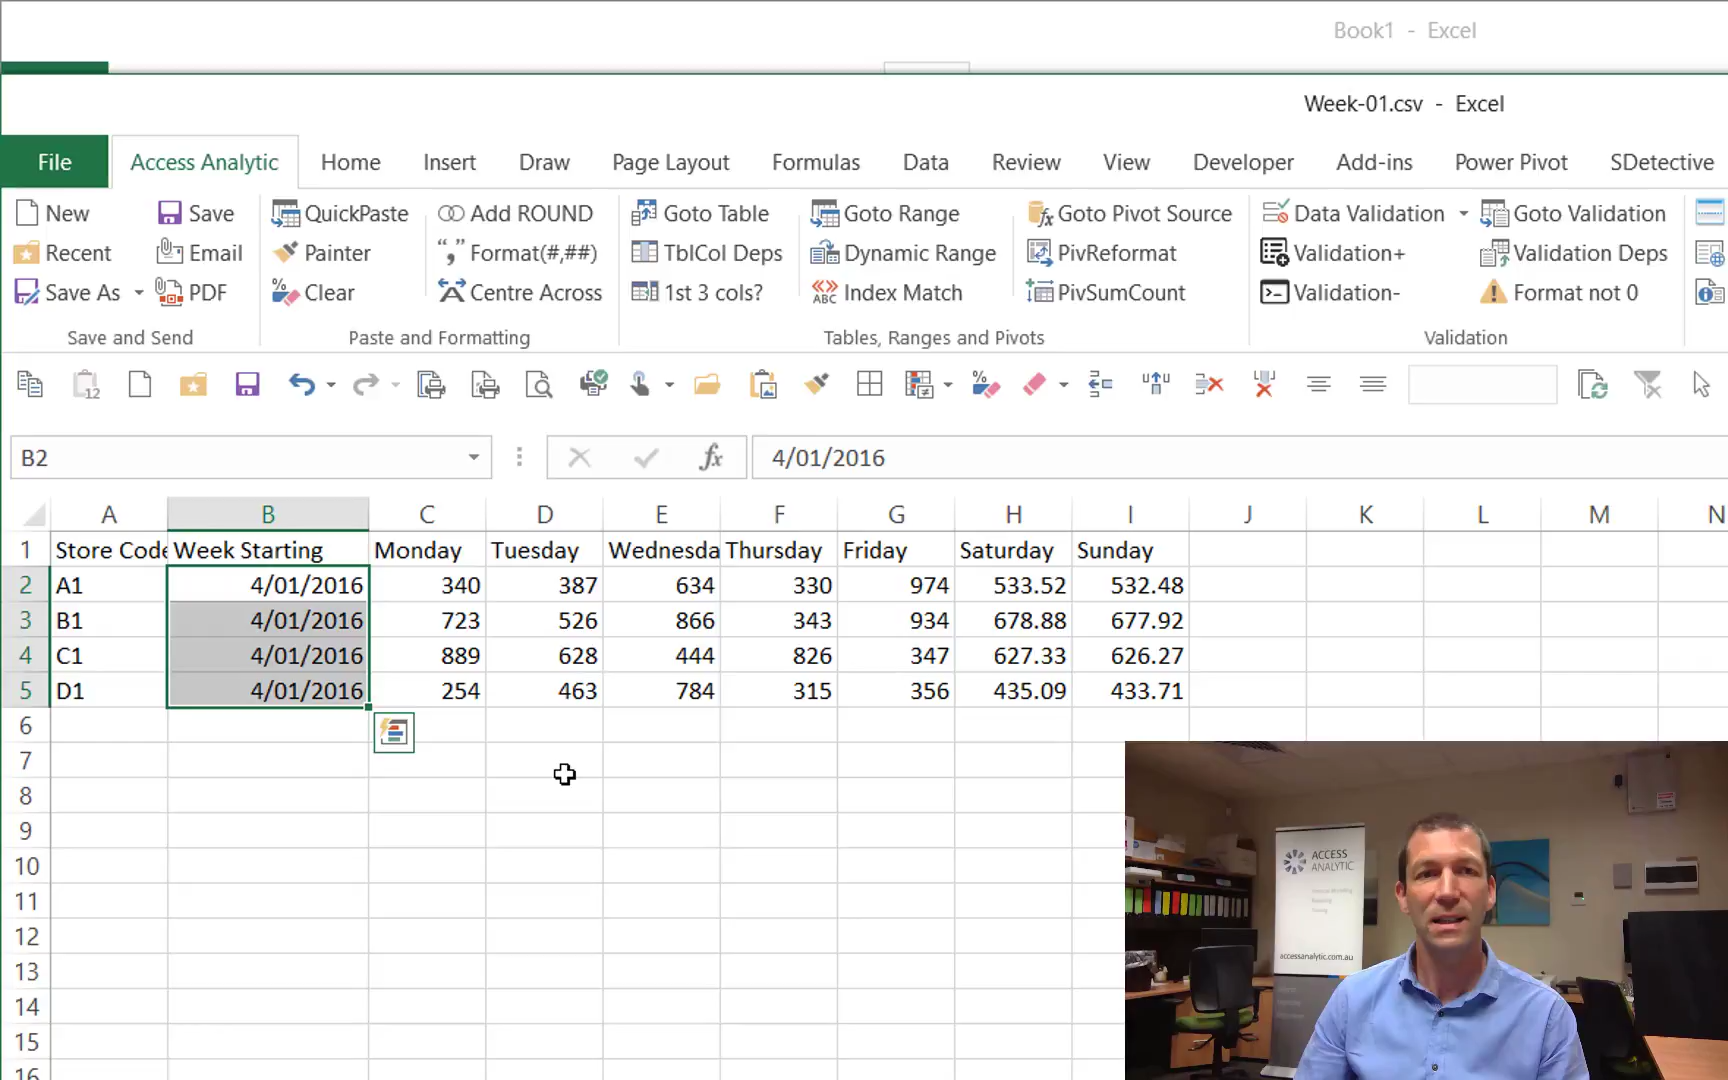 Book1 - Excel
Week-01.csv - Excel
File Access Analytic Home Insert Draw Page Layout Formulas Data Review View Developer Add-ins Power Pivot SDetective
New Save QuickPaste Add ROUND Goto Table Goto Range Goto Pivot Source Data Validation Goto Validation
Recent Email Painter Format(#,##) TblCol Deps Dynamic Range PivReformat Validation+ Validation Deps
Save As PDF Clear Centre Across 1st 3 cols? Index Match PivSumCount Validation- Format not 0
Save and Send Paste and Formatting Tables, Ranges and Pivots Validation
12
B2 fx 4/01/2016
A B C D E F G H I J K L M N
1 Store Code Week Starting Monday Tuesday Wednesda Thursday Friday Saturday Sunday
2 A1 4/01/2016 340 387 634 330 974 533.52 532.48
3 B1 4/01/2016 723 526 866 343 934 678.88 677.92
4 C1 4/01/2016 889 628 444 826 347 627.33 626.27
5 D1 4/01/2016 254 463 784 315 356 435.09 433.71
6
7
8
9
10
11
12
13
14
15
16
ACCESS
ANALYTIC
accessanalytic.com.au